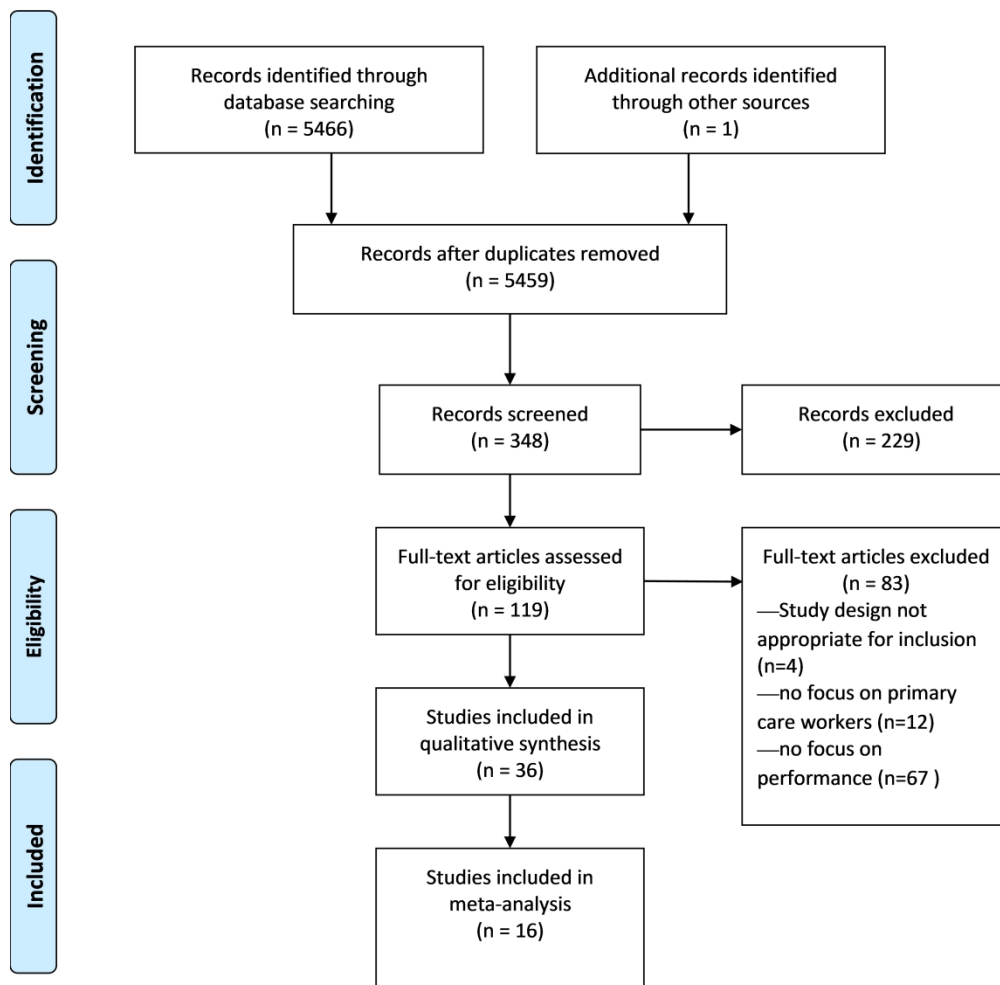 Identification
Records identified through
database searching
(n = 5466)
Additional records identified
through other sources
(n = 1)
Records after duplicates removed
(n = 5459)
Screening
Records screened
(n = 348)
Records excluded
(n = 229)
Eligibility
Full-text articles assessed
for eligibility
(n = 119)
Full-text articles excluded
(n = 83)
—Study design not
appropriate for inclusion
(n=4)
—no focus on primary
care workers (n=12)
—no focus on
performance (n=67 )
Studies included in
qualitative synthesis
(n = 36)
Included
Studies included in
meta-analysis
(n = 16)